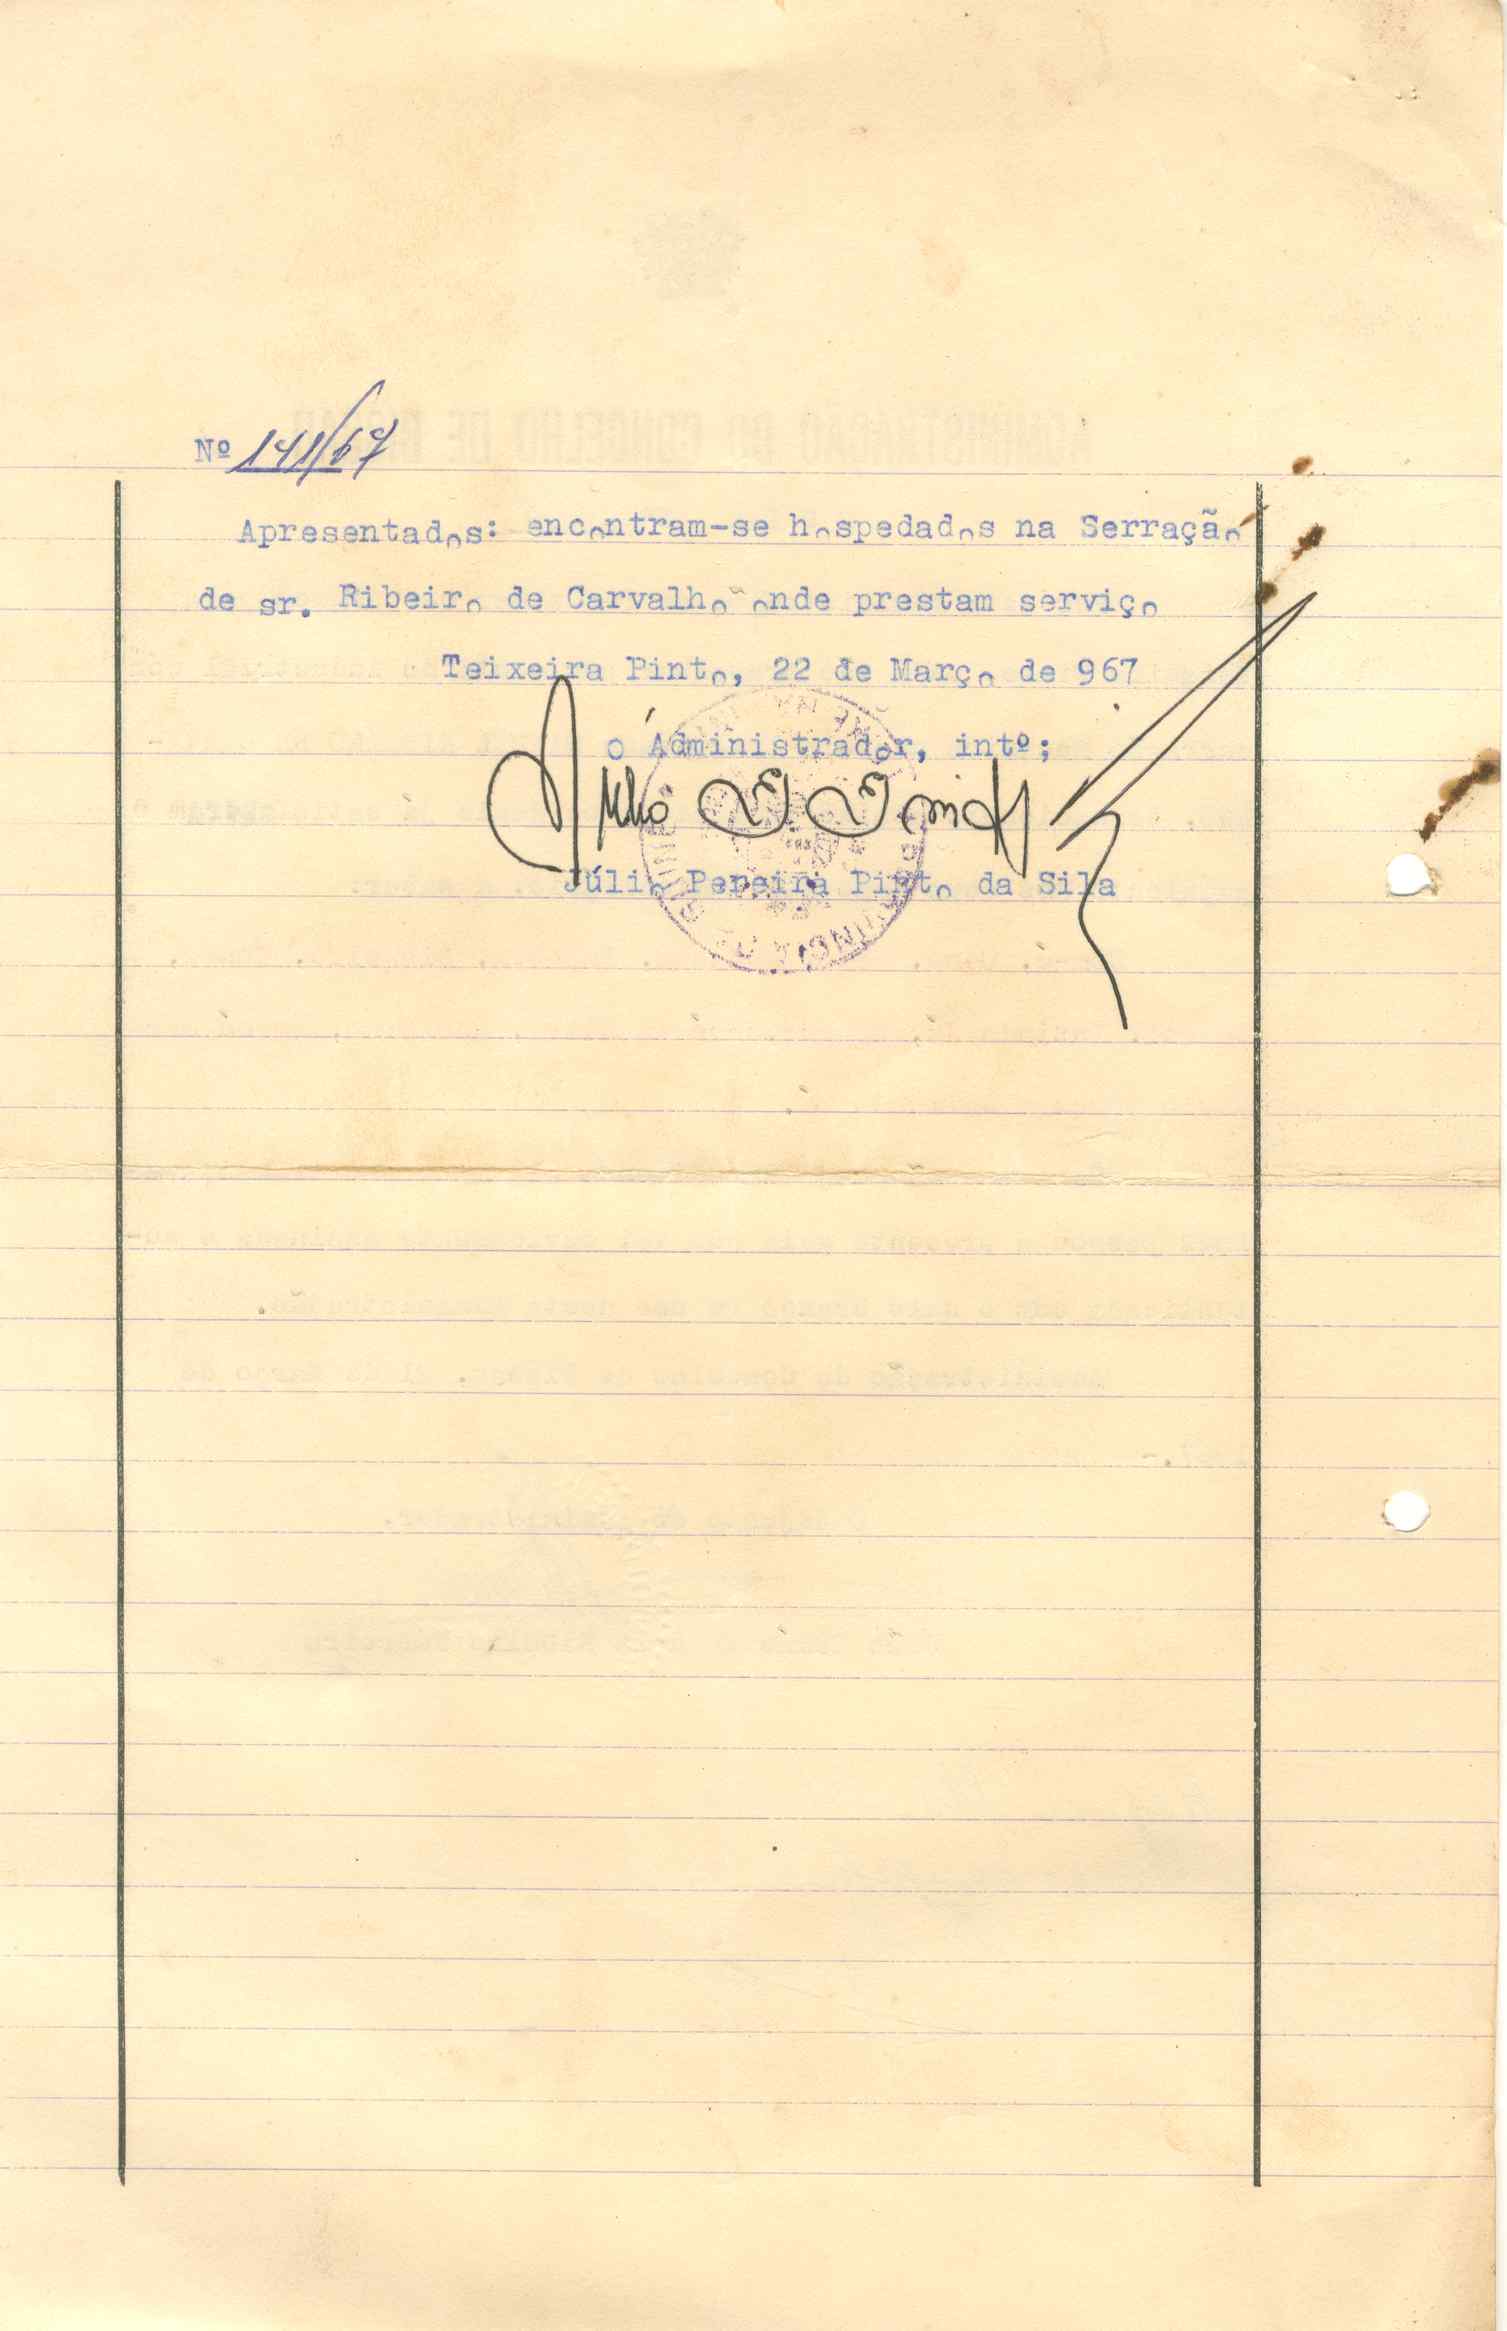 Nº 141/67
Apresentados: encontram-se hospedados na Serração
de sr. Ribeiro de Carvalho onde prestam serviço
Teixeira Pinto, 22 de Março de 967
O Administrador, intº;
Júlio Pereira Pinto da Sila